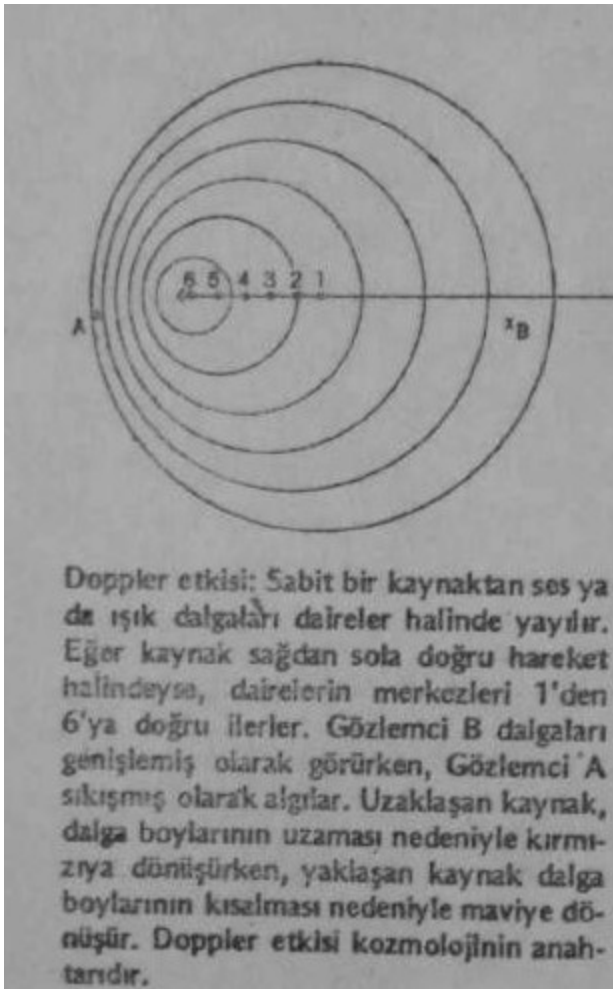 6 5 4 3 2 1
A
xB
Doppler etkisi: Sabit bir kaynaktan ses ya
da ışık dalgaları daireler halinde yayılır.
Eğer kaynak sağdan sola doğru hareket
halindeyse, dairelerin merkezleri 1'den
6'ya doğru ilerler. Gözlemci B dalgaları
genişlemiş olarak görürken, Gözlemci A
sıkışmış olarak algılar. Uzaklaşan kaynak,
dalga boylarının uzaması nedeniyle kırmı-
zıya dönüşürken, yaklaşan kaynak dalga
boylarının kısalması nedeniyle maviye dö-
nüşür. Doppler etkisi kozmolojinin anah-
tarıdır.